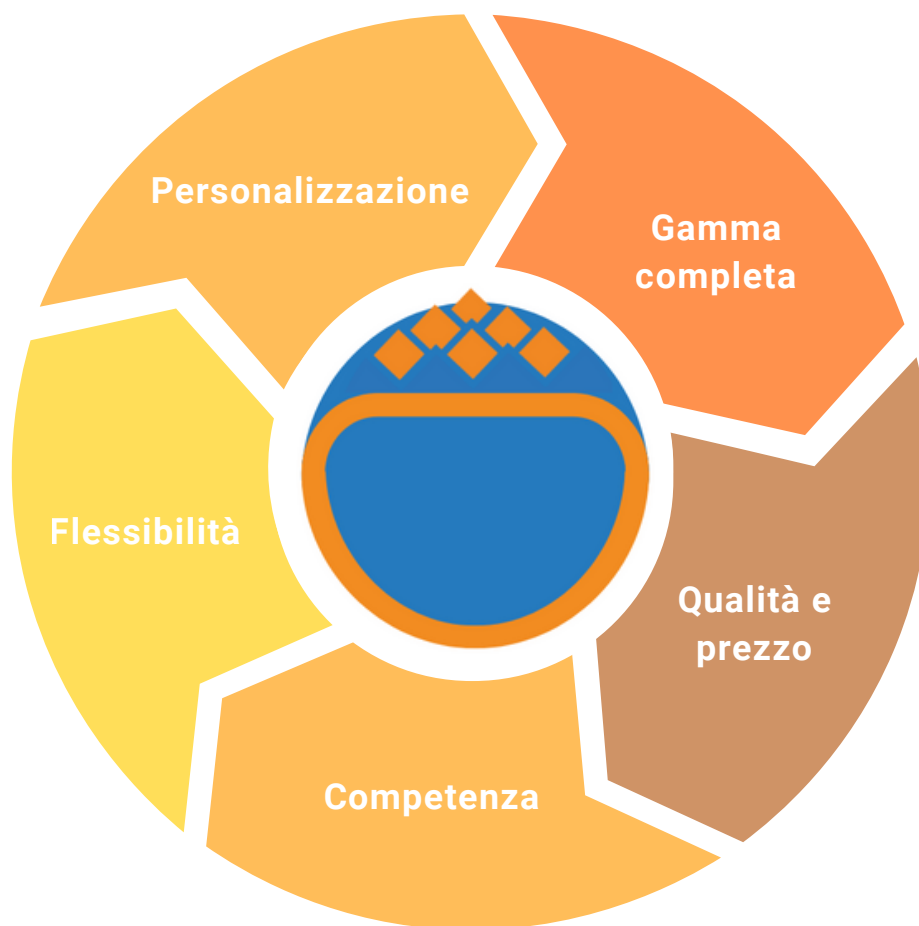 Personalizzazione
Gamma
completa
Flessibilità
Qualità e
prezzo
Competenza